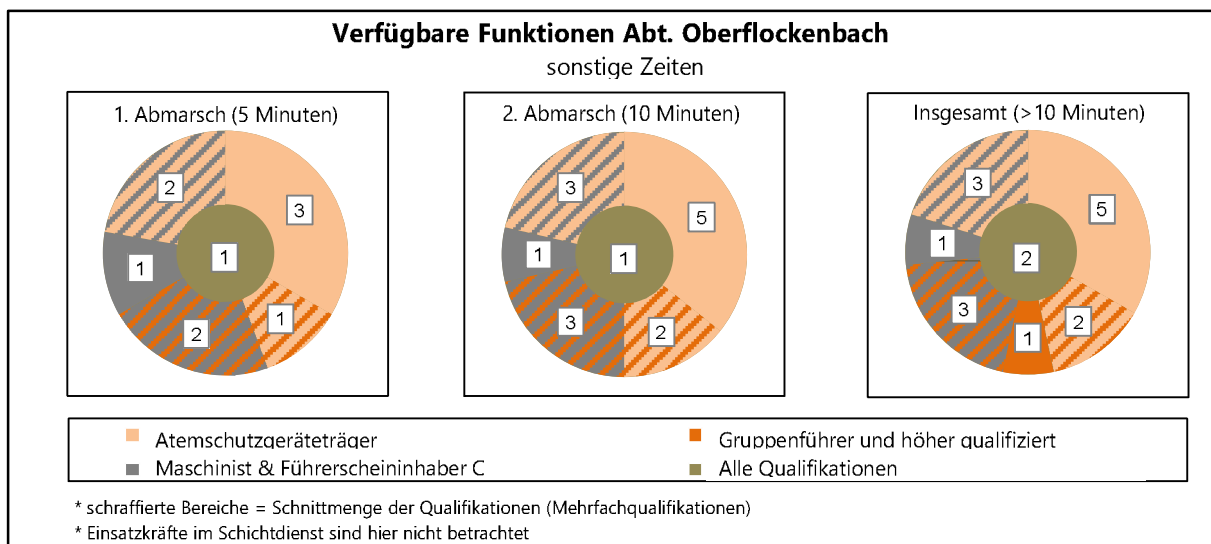 Verfügbare Funktionen Abt. Oberflockenbach
sonstige Zeiten
1. Abmarsch (5 Minuten)
2
3
1
1
1
2
2. Abmarsch (10 Minuten)
3
5
1
1
3
2
Insgesamt (>10 Minuten)
3
5
1
2
3
2
1
Atemschutzgeräteträger
Gruppenführer und höher qualifiziert
Maschinist & Führerscheininhaber C
Alle Qualifikationen
* schraffierte Bereiche = Schnittmenge der Qualifikationen (Mehrfachqualifikationen)
* Einsatzkräfte im Schichtdienst sind hier nicht betrachtet